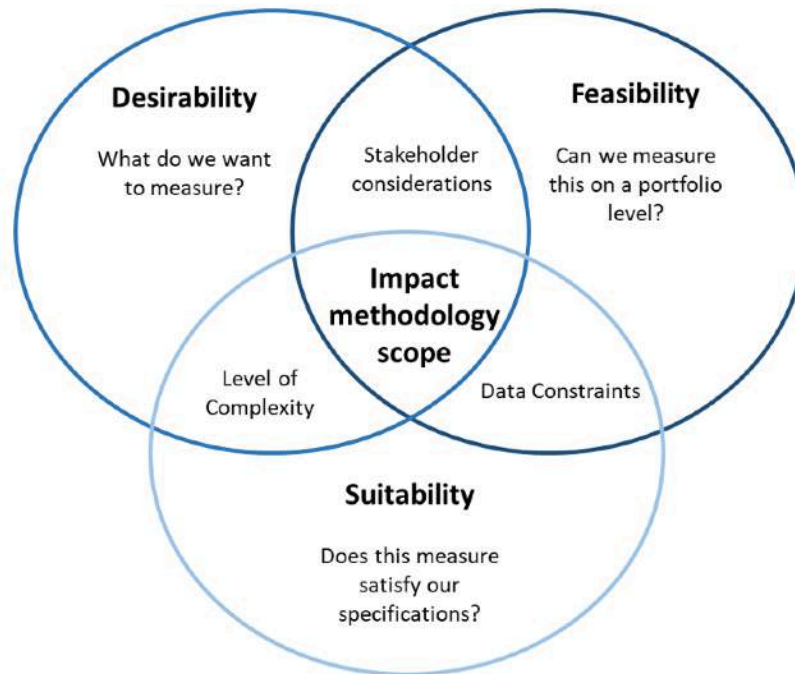 Desirability
What do we want
to measure?
Stakeholder
considerations
Feasibility
Can we measure
this on a portfolio
level?
Impact
methodology
scope
Level of
Complexity
Data Constraints
Suitability
Does this measure
satisfy our
specifications?